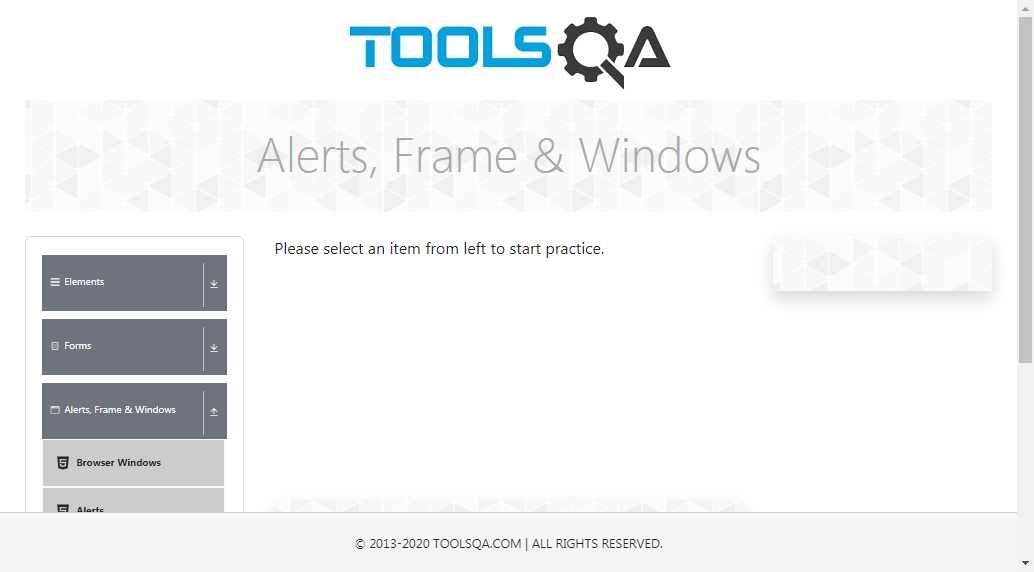 TOOLSQA
Alerts, Frame & Windows
Please select an item from left to start practice.
Elements
Forms
Alerts, Frame & Windows
Browser Windows
Alerts
© 2013-2020 TOOLSQA.COM | ALL RIGHTS RESERVED.